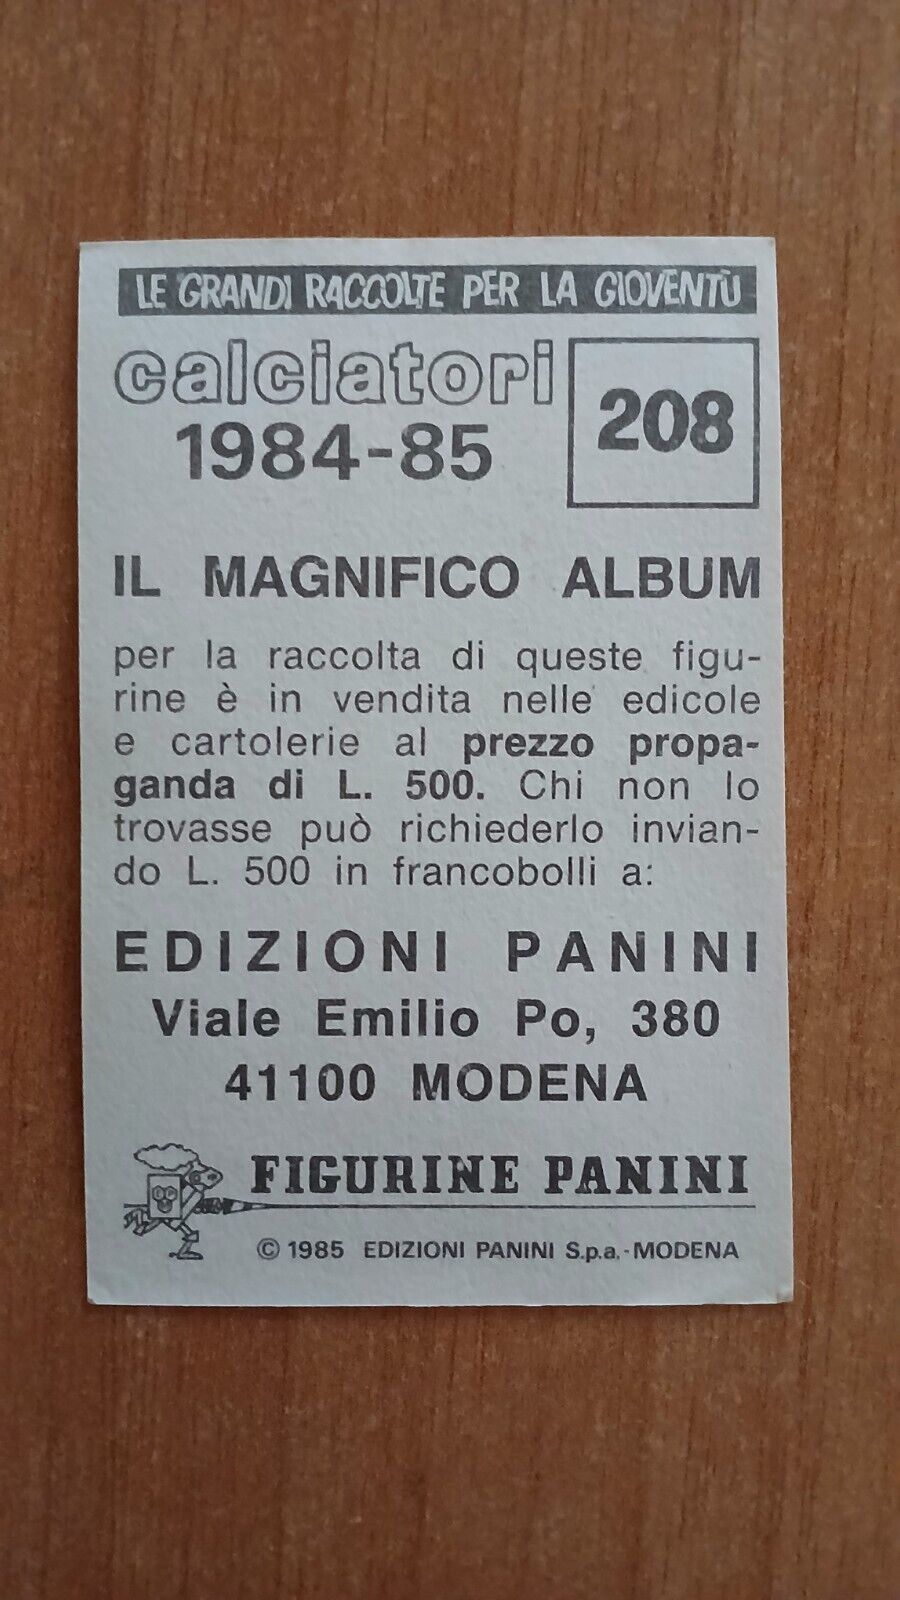 LE GRANDI RACCOLTE PER LA GIOVENTÙ
calciatori
1984-85
208
IL MAGNIFICO ALBUM
per la raccolta di queste figu-
rine è in vendita nelle edicole
e cartolerie al prezzo propa-
ganda di L. 500. Chi non lo
trovasse può richiederlo invian-
do L. 500 in francobolli a:
EDIZIONI PANINI
Viale Emilio Po, 380
41100 MODENA
FIGURINE PANINI
© 1985 EDIZIONI PANINI S.p.a.-MODENA